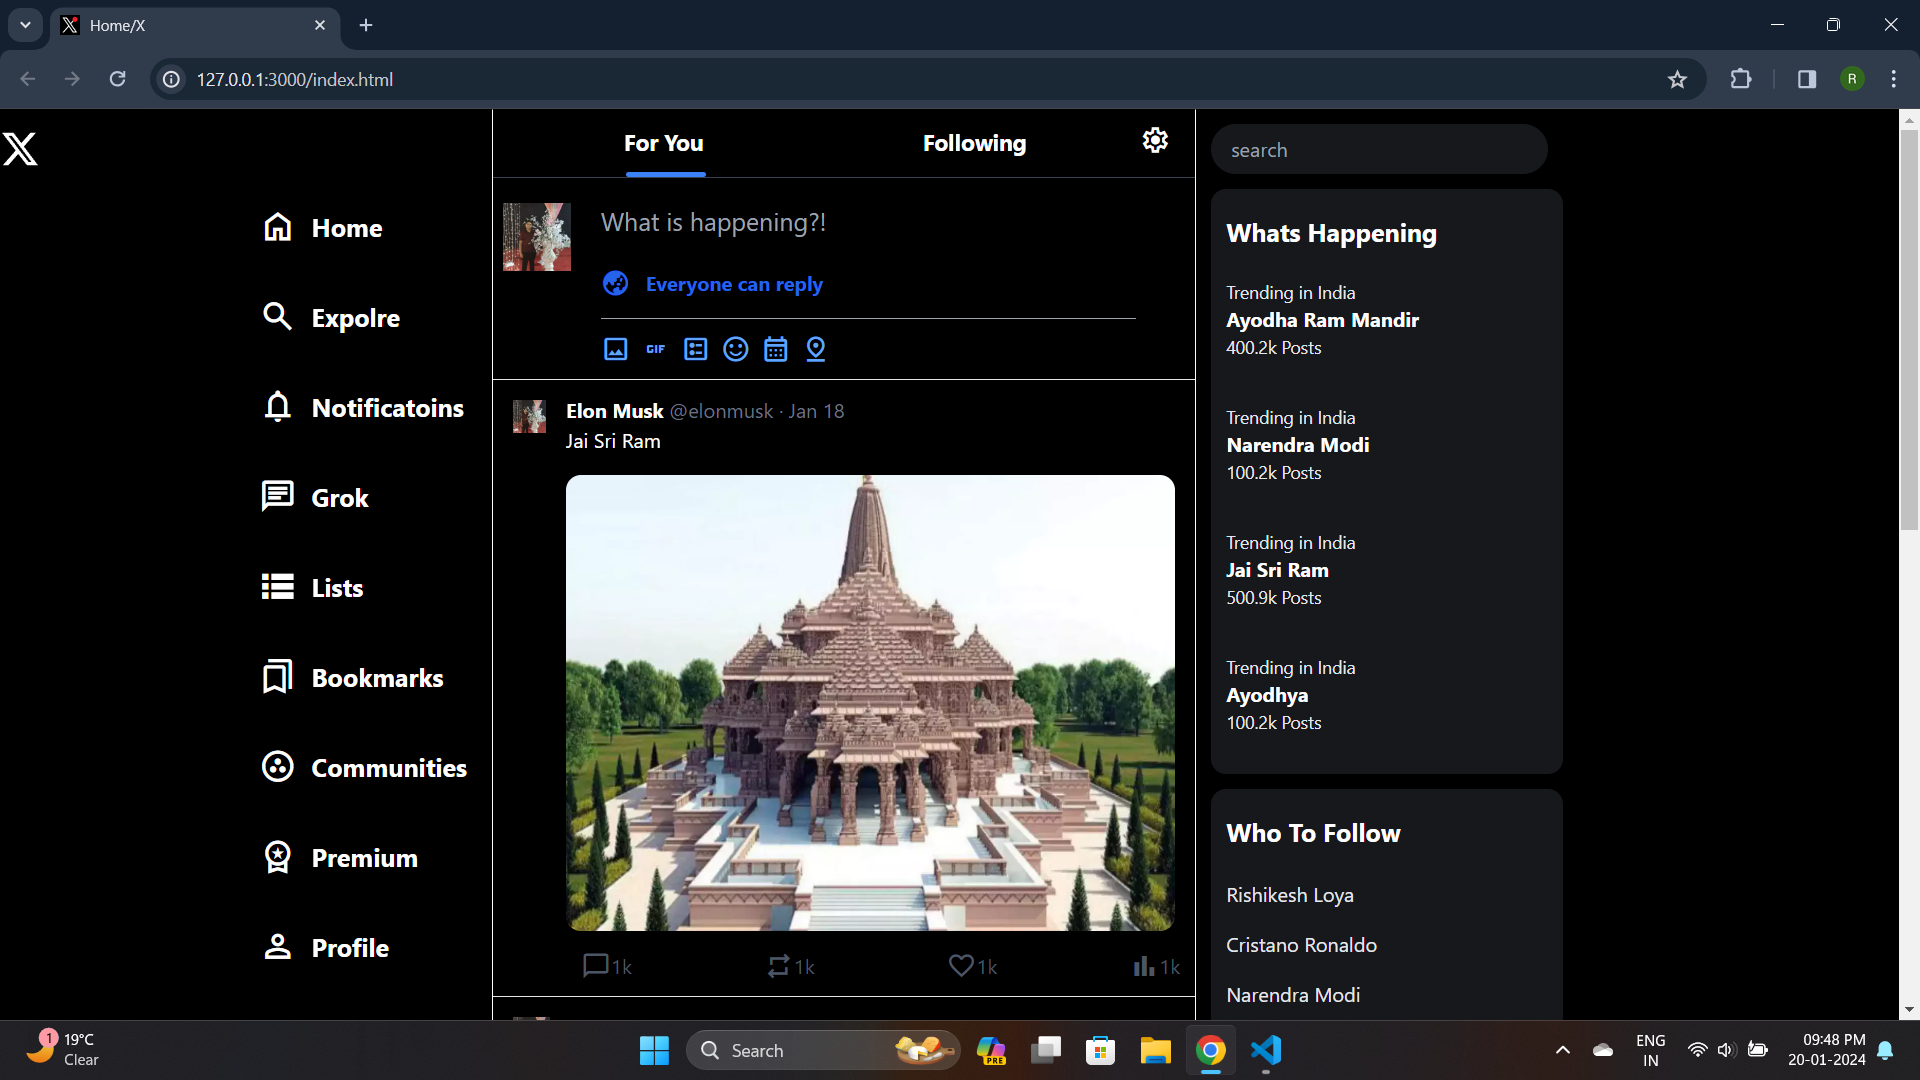 Home/X
127.0.0.1:3000/index.html
R
Home
Expolre
Notificatoins
Grok
Lists
Bookmarks
Communities
Premium
Profile
For You
Following
What is happening?!
Everyone can reply
GIF
Elon Musk @elonmusk · Jan 18
Jai Sri Ram
1k
1k
1k
1k
search
Whats Happening
Trending in India
Ayodha Ram Mandir
400.2k Posts
Trending in India
Narendra Modi
100.2k Posts
Trending in India
Jai Sri Ram
500.9k Posts
Trending in India
Ayodhya
100.2k Posts
Who To Follow
Rishikesh Loya
Cristano Ronaldo
Narendra Modi
1
19°C
Clear
Search
PRE
ENG
IN
09:48 PM
20-01-2024